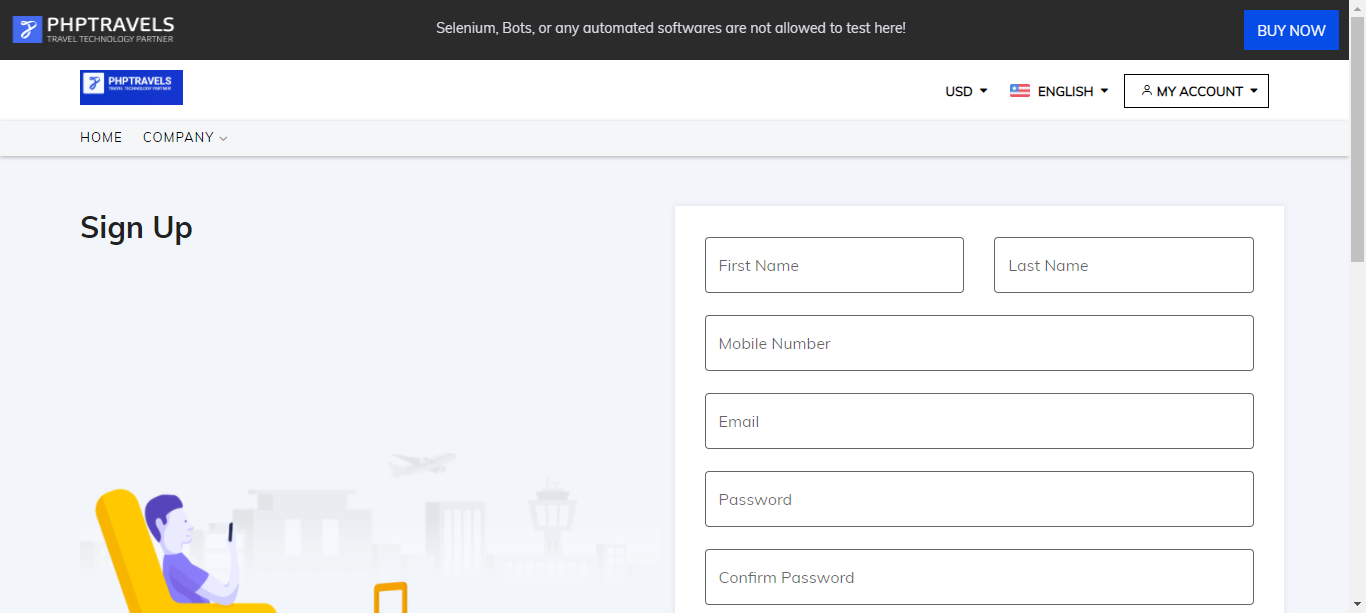 PHPTRAVELS
TRAVEL TECHNOLOGY PARTNER
Selenium, Bots, or any automated softwares are not allowed to test here!
BUY NOW
PHPTRAVELS
TRAVEL TECHNOLOGY PARTNER
USD
ENGLISH
MY ACCOUNT
HOME
COMPANY
Sign Up
First Name
Last Name
Mobile Number
Email
Password
Confirm Password